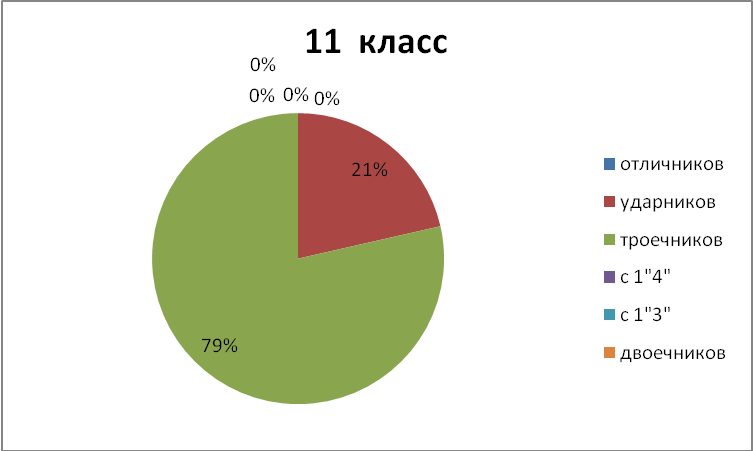 11 класс
0%
0% 0% 0%
21%
79%
отличников
ударников
троечников
с 1"4"
с 1"3"
двоечников